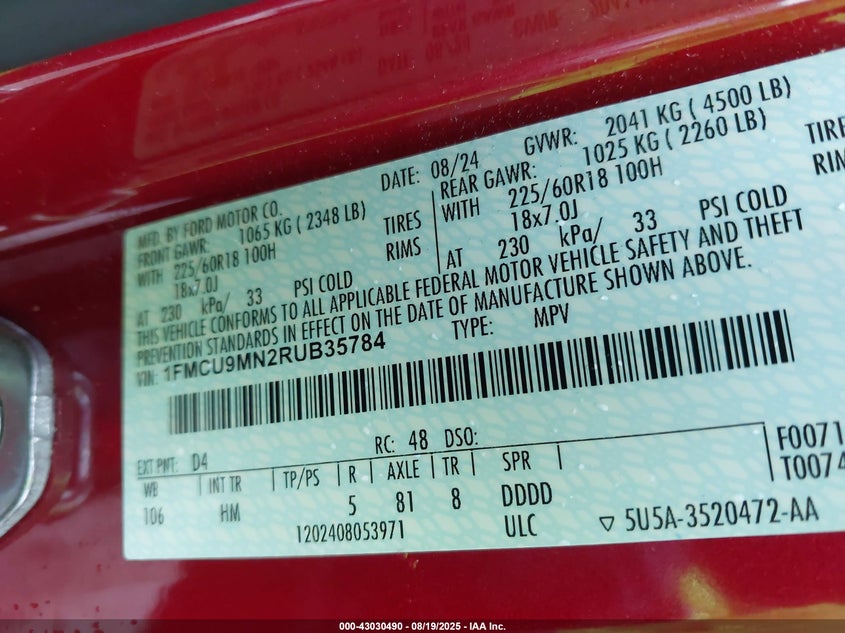 MFD. BY FORD MOTOR CO.
DATE: 08/24 GVWR: 2041 KG ( 4500 LB)
FRONT GAWR: 1065 KG ( 2348 LB) REAR GAWR: 1025 KG ( 2260 LB)
WITH 225/60R18 100H TIRES WITH 225/60R18 100H TIRES
18x7.0J RIMS 18x7.0J RIMS
AT 230 kPa/ 33 PSI COLD AT 230 kPa/ 33 PSI COLD
THIS VEHICLE CONFORMS TO ALL APPLICABLE FEDERAL MOTOR VEHICLE SAFETY AND THEFT
PREVENTION STANDARDS IN EFFECT ON THE DATE OF MANUFACTURE SHOWN ABOVE.
VIN: 1FMCU9MN2RUB35784 TYPE: MPV
EXT PNT: D4 RC: 48 DSO: F0071
WB INT TR TP/PS R AXLE TR SPR T0074
106 HM 5 81 8 DDDD
1202408053971 ULC 5U5A-3520472-AA
000-43030490 - 08/19/2025 - IAA Inc.